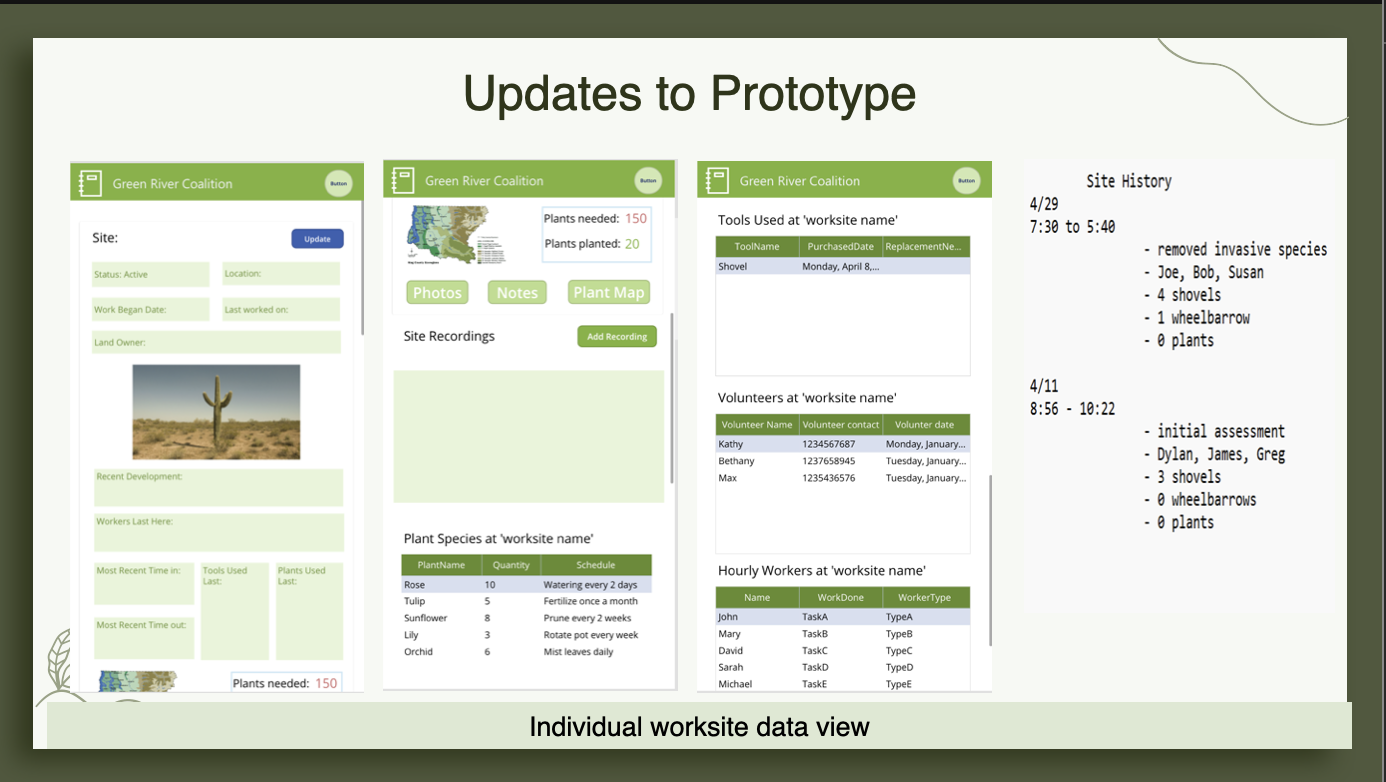 Updates to Prototype
Green River Coalition
Button
Site:
Update
Status: Active
Location:
Work Began Date:
Last worked on:
Land Owner:
Recent Development:
Workers Last Here:
Most Recent Time in:
Tools Used Last:
Plants Used Last:
Most Recent Time out:
Plants needed: 150
Green River Coalition
Button
Plants needed: 150
Plants planted: 20
Photos
Notes
Plant Map
Site Recordings
Add Recording
Plant Species at 'worksite name'
PlantName Quantity Schedule
Rose 10 Watering every 2 days
Tulip 5 Fertilize once a month
Sunflower 8 Prune every 2 weeks
Lily 3 Rotate pot every week
Orchid 6 Mist leaves daily
Green River Coalition
Button
Tools Used at 'worksite name'
ToolName PurchasedDate ReplacementNe...
Shovel Monday, April 8,...
Volunteers at 'worksite name'
Volunteer Name Volunteer contact Volunter date
Kathy 1234567687 Monday, January...
Bethany 1237658945 Tuesday, January...
Max 1235436576 Tuesday, January...
Hourly Workers at 'worksite name'
Name WorkDone WorkerType
John TaskA TypeA
Mary TaskB TypeB
David TaskC TypeC
Sarah TaskD TypeD
Michael TaskE TypeE
Site History
4/29
7:30 to 5:40
- removed invasive species
- Joe, Bob, Susan
- 4 shovels
- 1 wheelbarrow
- 0 plants
4/11
8:56 - 10:22
- initial assessment
- Dylan, James, Greg
- 3 shovels
- 0 wheelbarrows
- 0 plants
Individual worksite data view